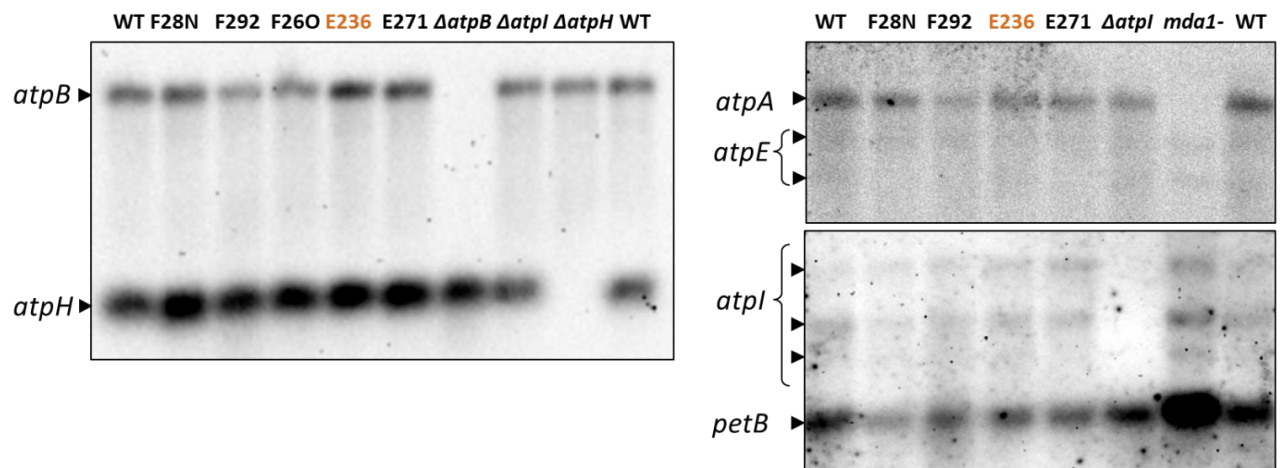 WT F28N F292 F26O E236 E271 ΔatpB ΔatpI ΔatpH WT
atpB
atpH
WT F28N F292 E236 E271 ΔatpI mda1- WT
atpA
atpE
atpI
petB